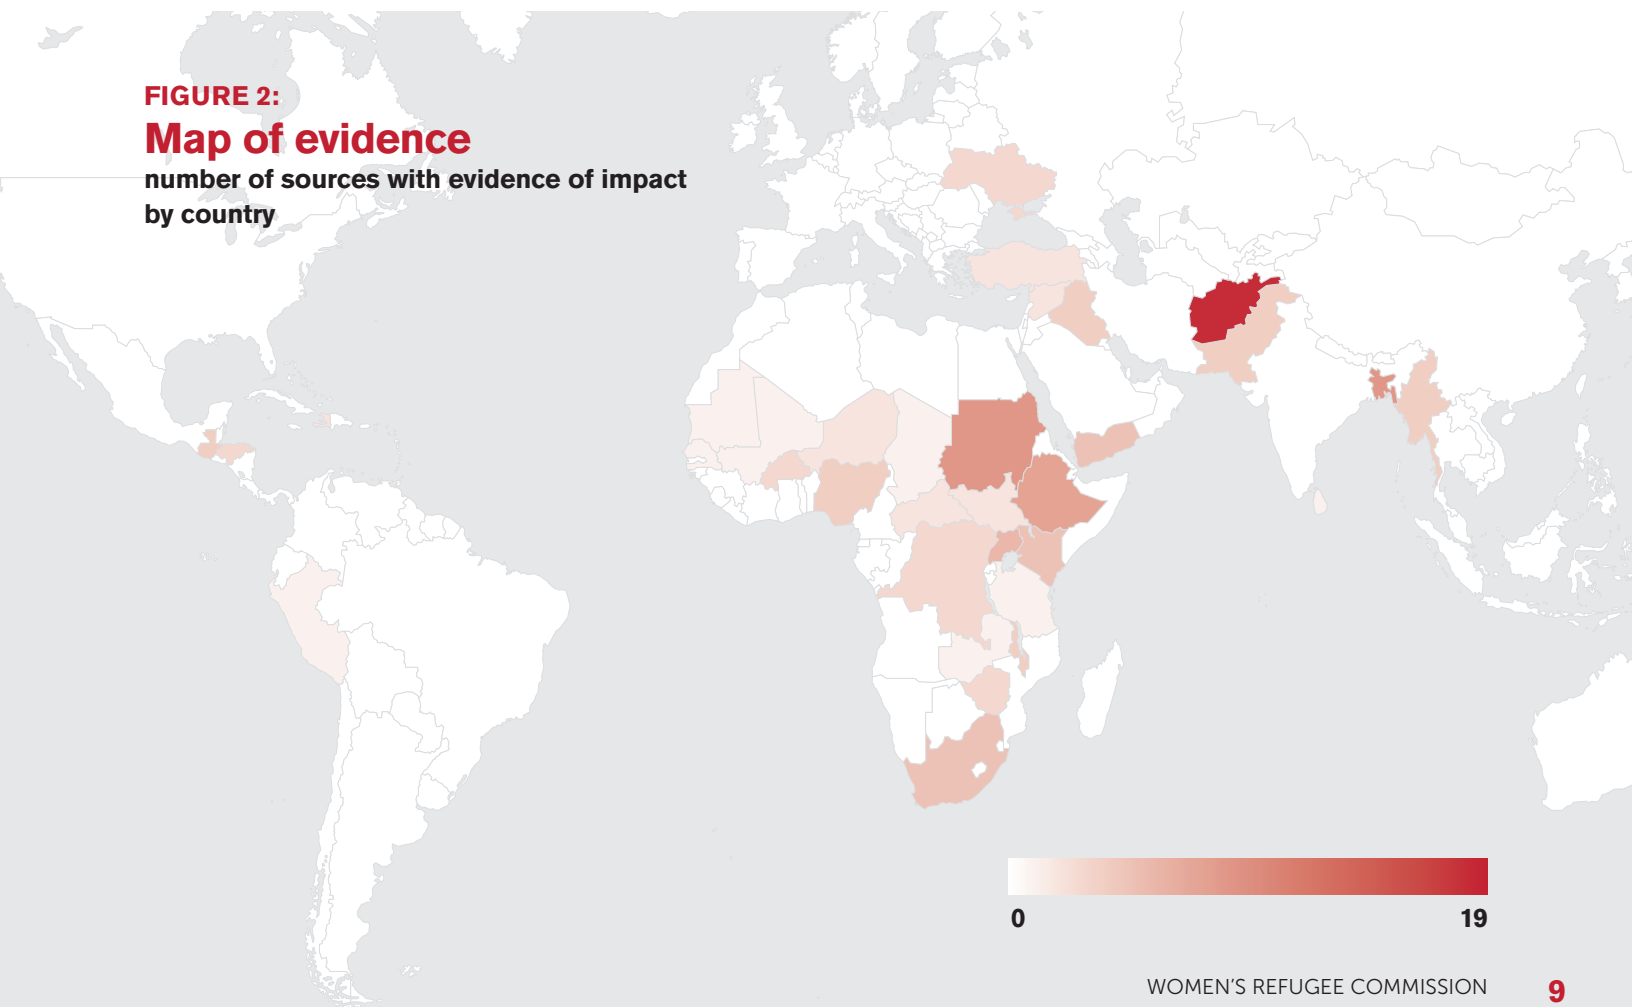 FIGURE 2:
Map of evidence
number of sources with evidence of impact
by country
0
19
WOMEN'S REFUGEE COMMISSION
9